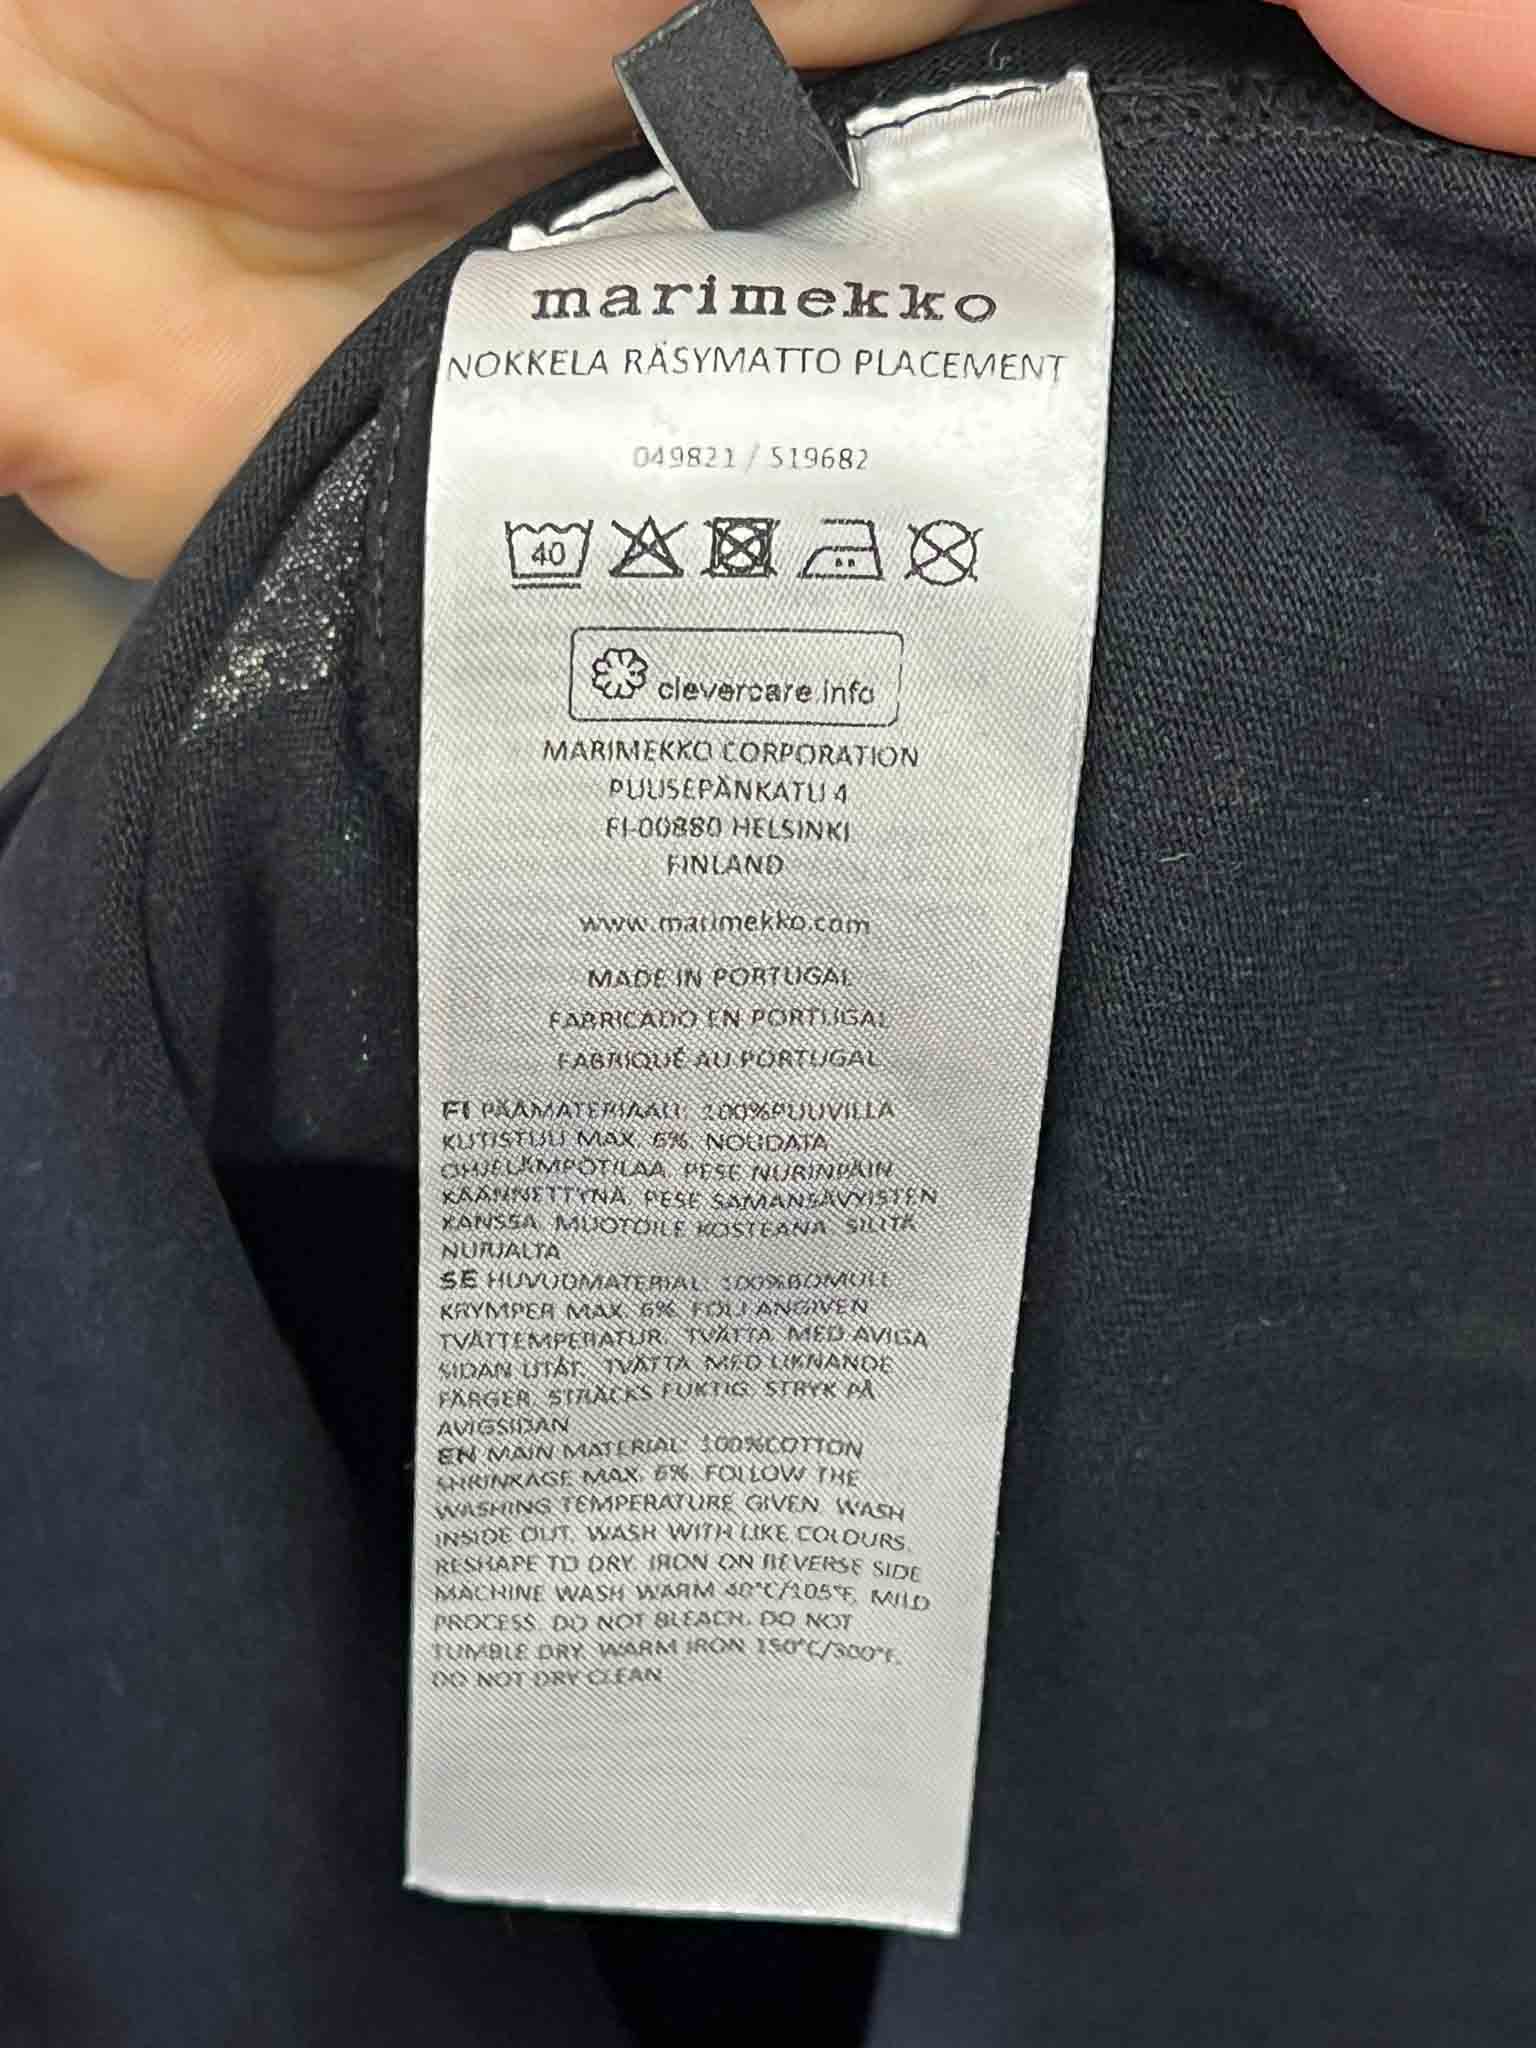 marimekko
NOKKELA RÄSYMATTO PLACEMENT
049821 / 519682
40
clevercare.info
MARIMEKKO CORPORATION
PUUSEPÄNKATU 4
FI-00880 HELSINKI
FINLAND
www.marimekko.com
MADE IN PORTUGAL
FABRICADO EN PORTUGAL
FABRIQUÉ AU PORTUGAL
FI PÄÄMATERIAALI: 100%PUUVILLA
KUTISTUU MAX. 6%. NOUDATA
OHJELÄMPÖTILAA. PESE NURINPÄIN
KÄÄNNETTYNÄ. PESE SAMANSÄVYISTEN
KANSSA. MUOTOILE KOSTEANA. SILITÄ
NURJALTA
SE HUVUDMATERIAL: 100%BOMULL
KRYMPER MAX. 6%. FÖLJ ANGIVEN
TVÄTTEMPERATUR. TVÄTTA MED AVIGA
SIDAN UTÅT. TVÄTTA MED LIKNANDE
FÄRGER. STRÄCKS FUKTIG. STRYK PÅ
AVIGSIDAN
EN MAIN MATERIAL: 100%COTTON
SHRINKAGE MAX. 6%. FOLLOW THE
WASHING TEMPERATURE GIVEN. WASH
INSIDE OUT. WASH WITH LIKE COLOURS.
RESHAPE TO DRY. IRON ON REVERSE SIDE
MACHINE WASH WARM 40°C/105°F, MILD
PROCESS. DO NOT BLEACH. DO NOT
TUMBLE DRY. WARM IRON 150°C/300°F.
DO NOT DRY CLEAN